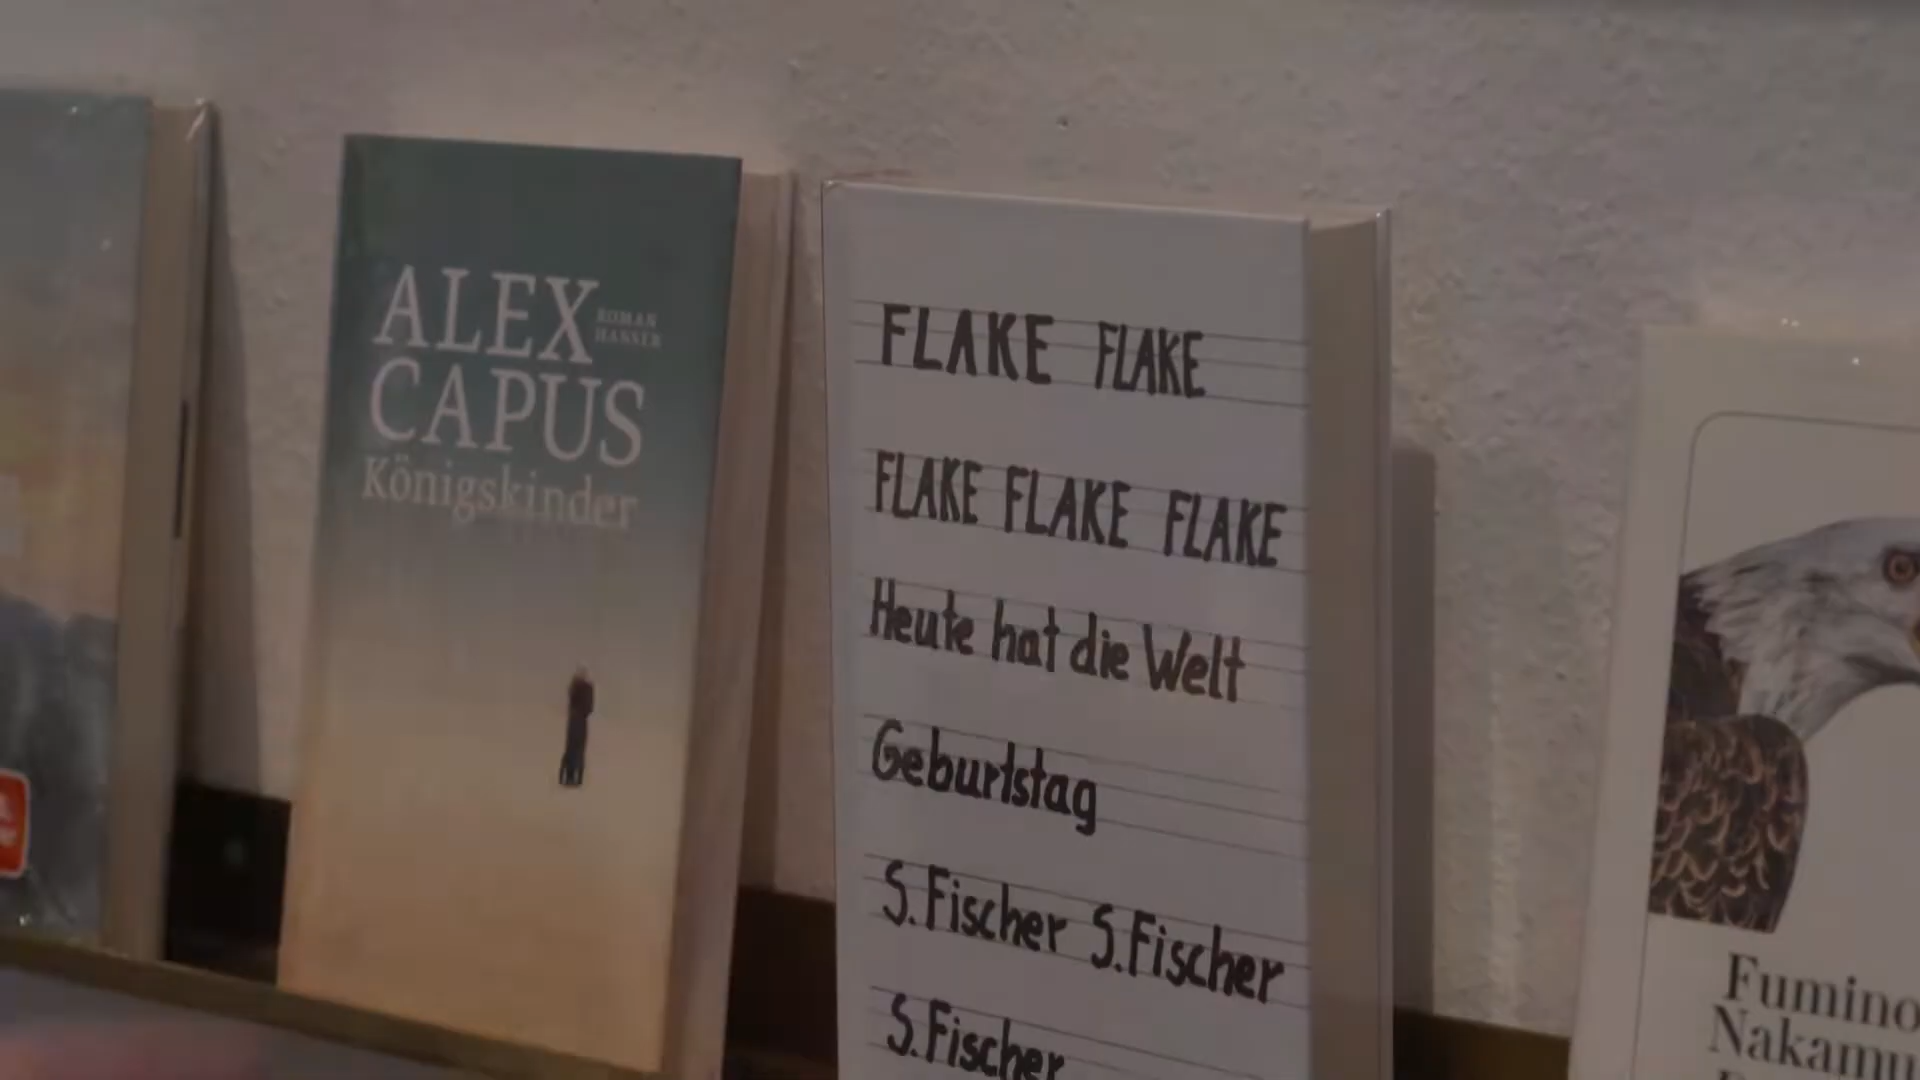 ALEX
ROMAN
HANSER
CAPUS
Königskinder
FLAKE FLAKE
FLAKE FLAKE FLAKE
Heute hat die Welt
Geburtstag
S.Fischer S.Fischer
S.Fischer
Fumino
Nakamu